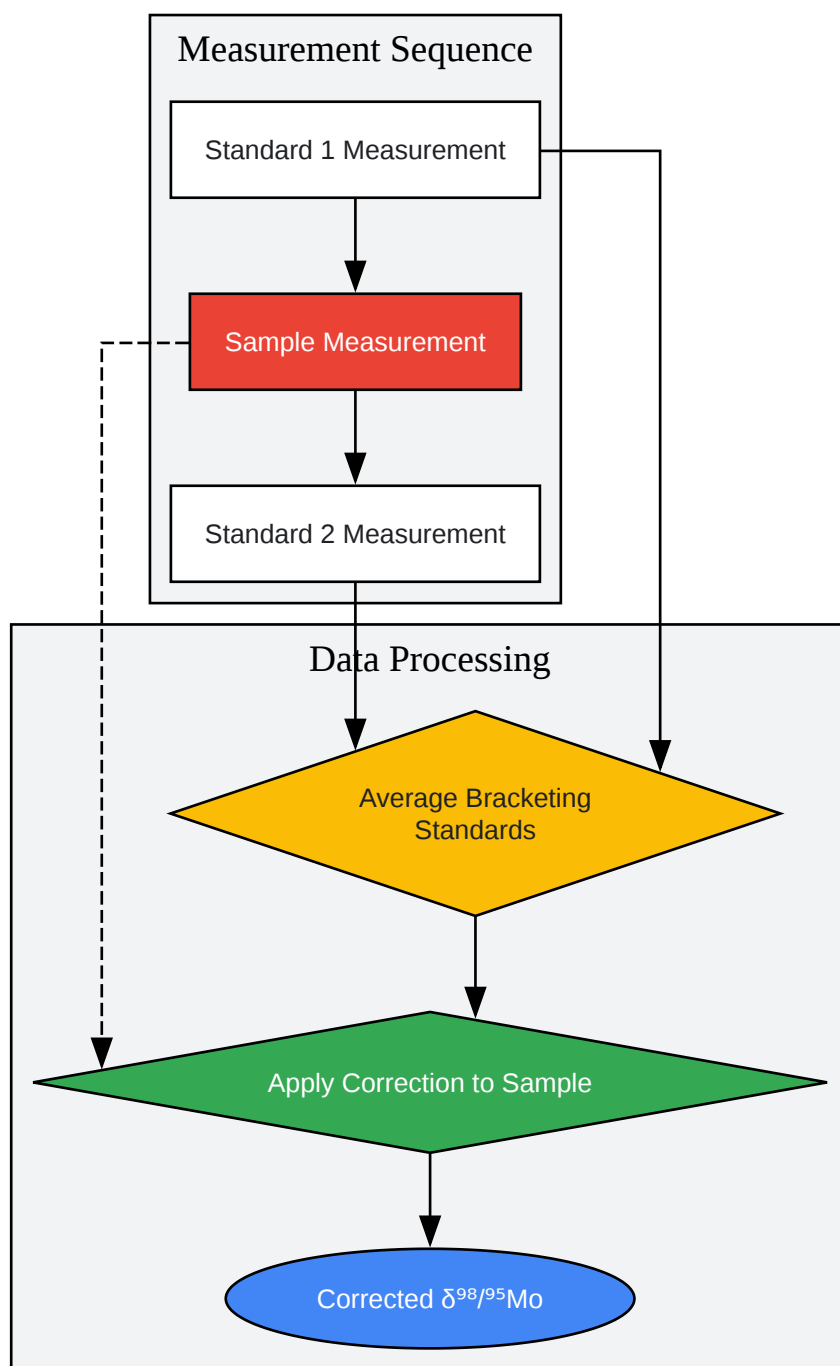 Measurement Sequence
Standard 1 Measurement
Sample Measurement
Standard 2 Measurement
Data Processing
Average Bracketing
Standards
Apply Correction to Sample
Corrected δ⁹⁸/⁹⁵Mo